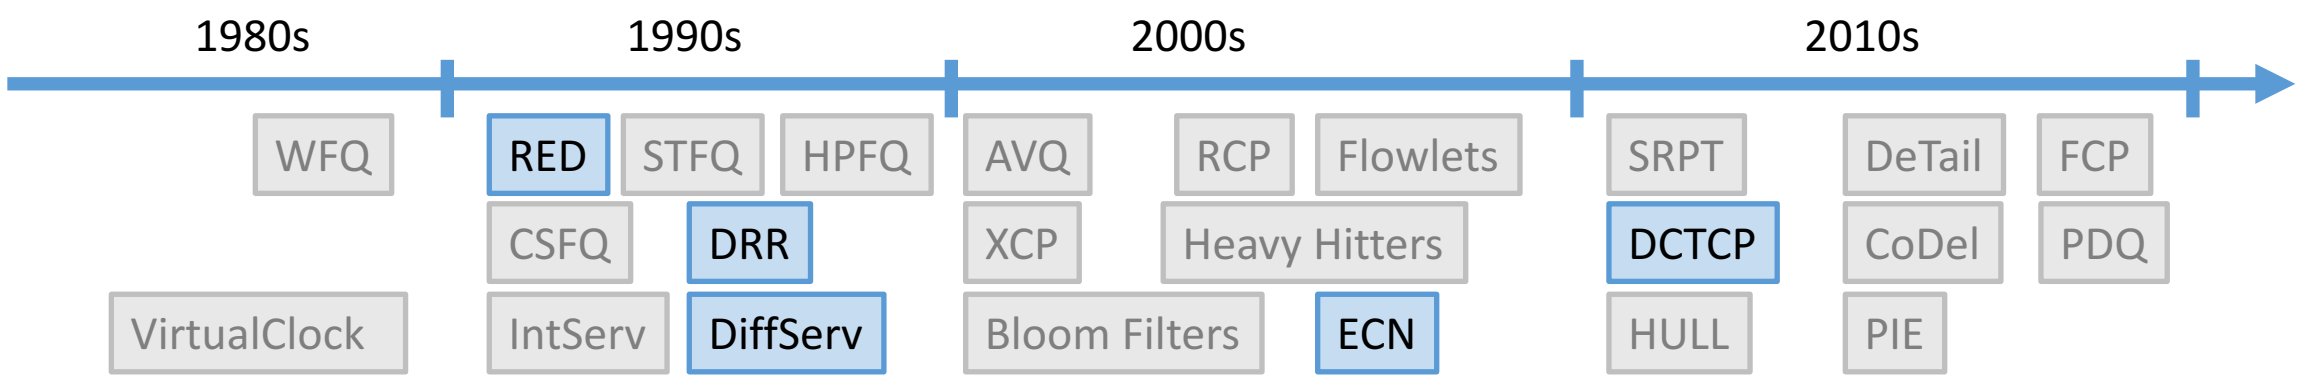 1980s 1990s 2000s 2010s
WFQ RED STFQ HPFQ AVQ RCP Flowlets SRPT DeTail FCP
CSFQ DRR XCP Heavy Hitters DCTCP CoDel PDQ
VirtualClock IntServ DiffServ Bloom Filters ECN HULL PIE